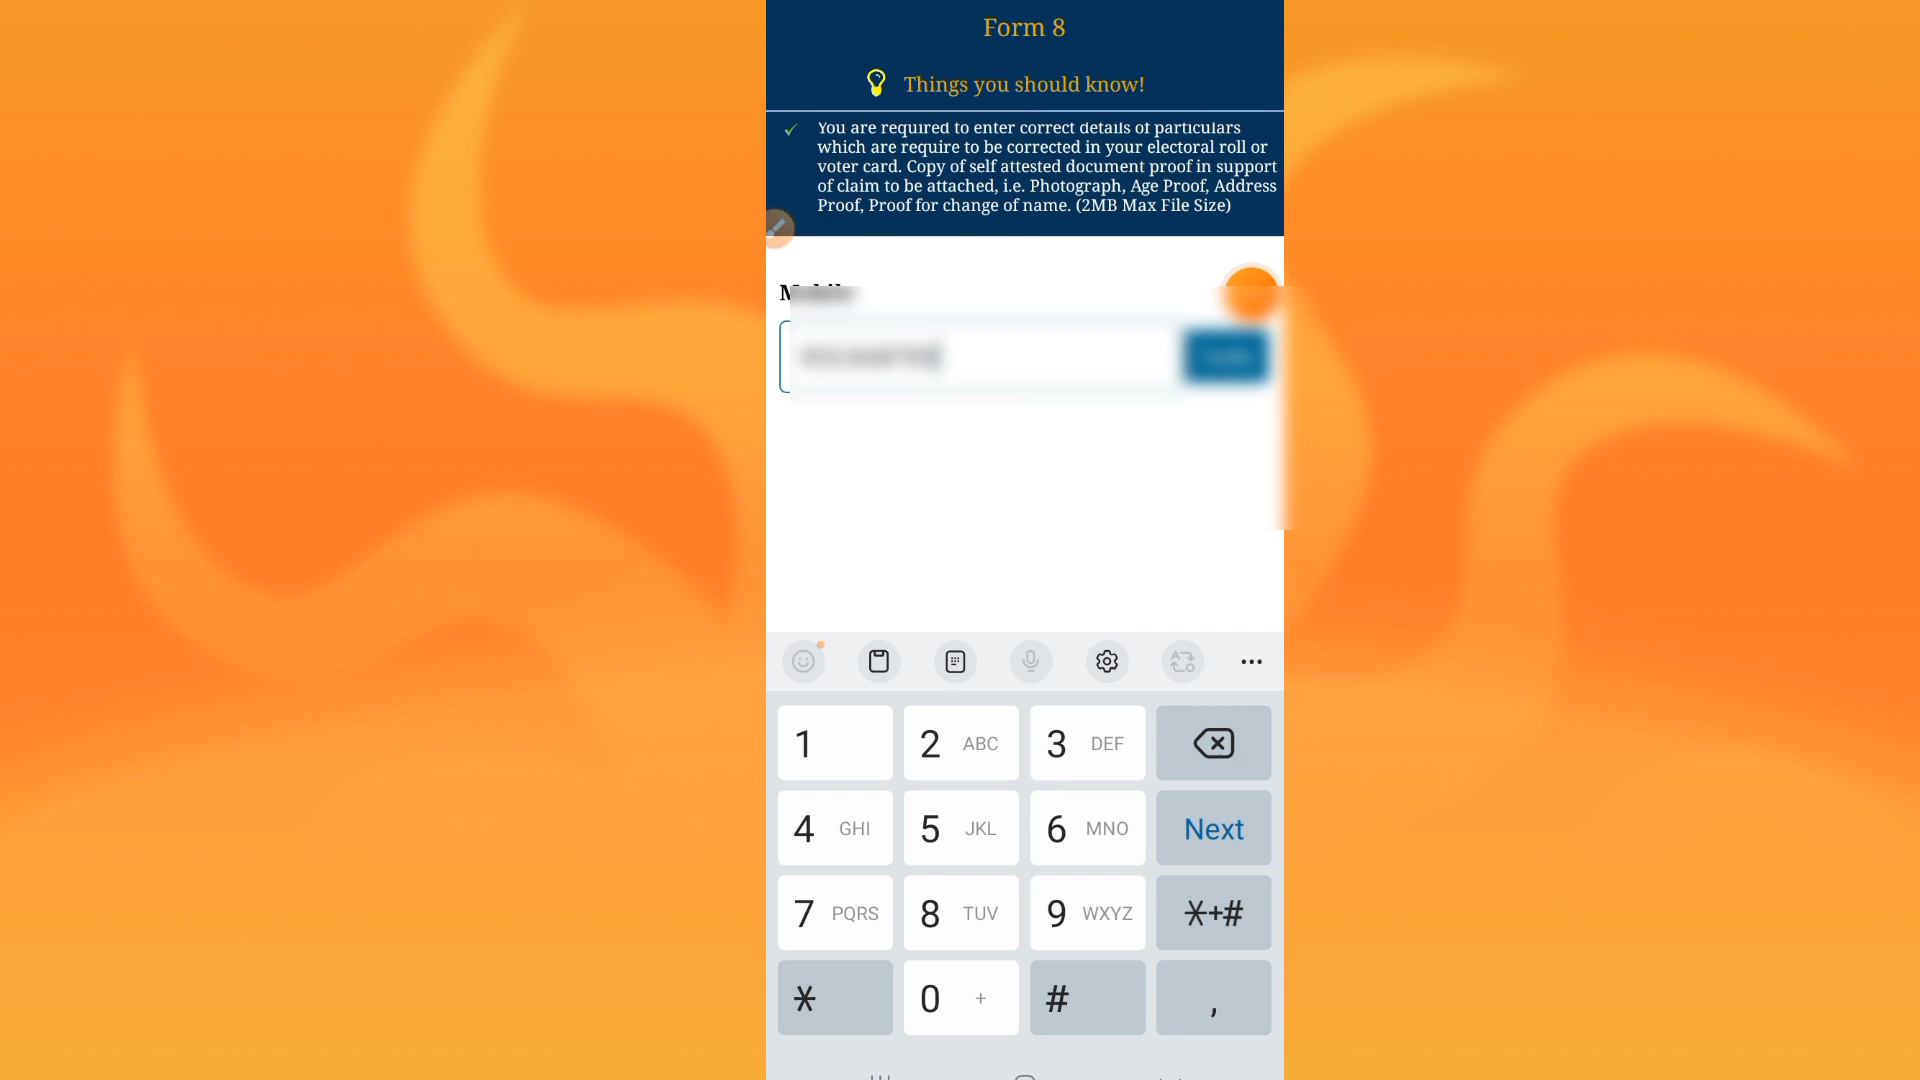 Form 8
Things you should know!
You are required to enter correct details of particulars
which are require to be corrected in your electoral roll or
voter card. Copy of self attested document proof in support
of claim to be attached, i.e. Photograph, Age Proof, Address
Proof, Proof for change of name. (2MB Max File Size)
1
2 ABC
3 DEF
4 GHI
5 JKL
6 MNO
Next
7 PQRS
8 TUV
9 WXYZ
*+#
*
0 +
#
,